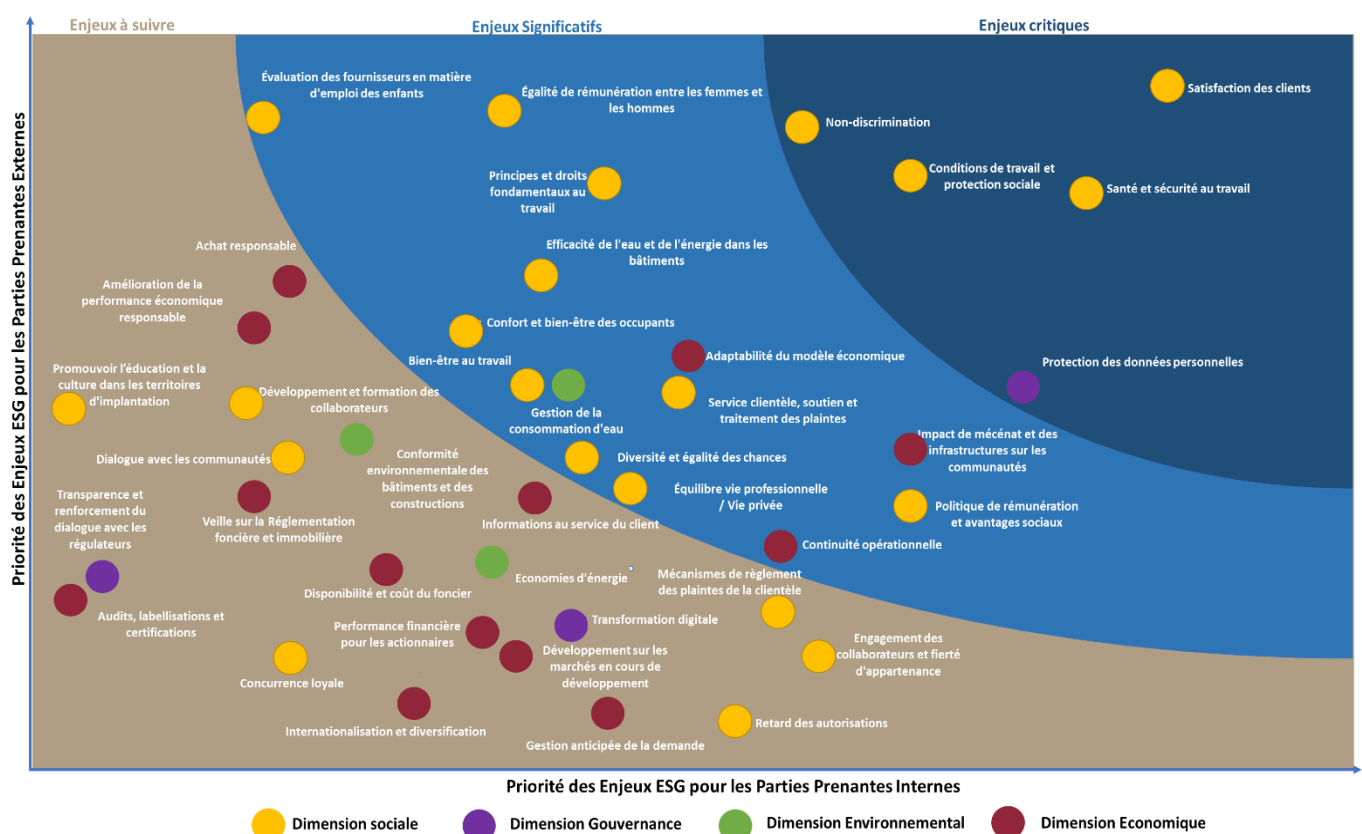 Enjeux à suivre
Enjeux Significatifs
Enjeux critiques
Priorité des Enjeux ESG pour les Parties Prenantes Externes
Évaluation des fournisseurs en matière
d'emploi des enfants
Égalité de rémunération entre les femmes et
les hommes
Satisfaction des clients
Non-discrimination
Principes et droits
fondamentaux au
travail
Conditions de travail et
protection sociale
Santé et sécurité au travail
Achat responsable
Efficacité de l'eau et de l'énergie dans les
bâtiments
Amélioration de la
performance économique
responsable
Confort et bien-être des occupants
Bien-être au travail
Adaptabilité du modèle économique
Protection des données personnelles
Promouvoir l’éducation et la
culture dans les territoires
d'implantation
Développement et formation des
collaborateurs
Gestion de la
consommation d'eau
Service clientèle, soutien et
traitement des plaintes
Impact de mécénat et des
infrastructures sur les
communautés
Dialogue avec les communautés
Conformité
environnementale des
bâtiments et des
constructions
Diversité et égalité des chances
Transparence et
renforcement du
dialogue avec les
régulateurs
Équilibre vie professionnelle
/ Vie privée
Politique de rémunération
et avantages sociaux
Veille sur la Réglementation
foncière et immobilière
Informations au service du client
Continuité opérationnelle
Economies d'énergie
Mécanismes de règlement
des plaintes de la clientèle
Disponibilité et coût du foncier
Audits, labellisations et
certifications
Performance financière
pour les actionnaires
Transformation digitale
Engagement des
collaborateurs et fierté
d'appartenance
Développement sur les
marchés en cours de
développement
Concurrence loyale
Internationalisation et diversification
Retard des autorisations
Gestion anticipée de la demande
Priorité des Enjeux ESG pour les Parties Prenantes Internes
Dimension sociale
Dimension Gouvernance
Dimension Environnemental
Dimension Economique